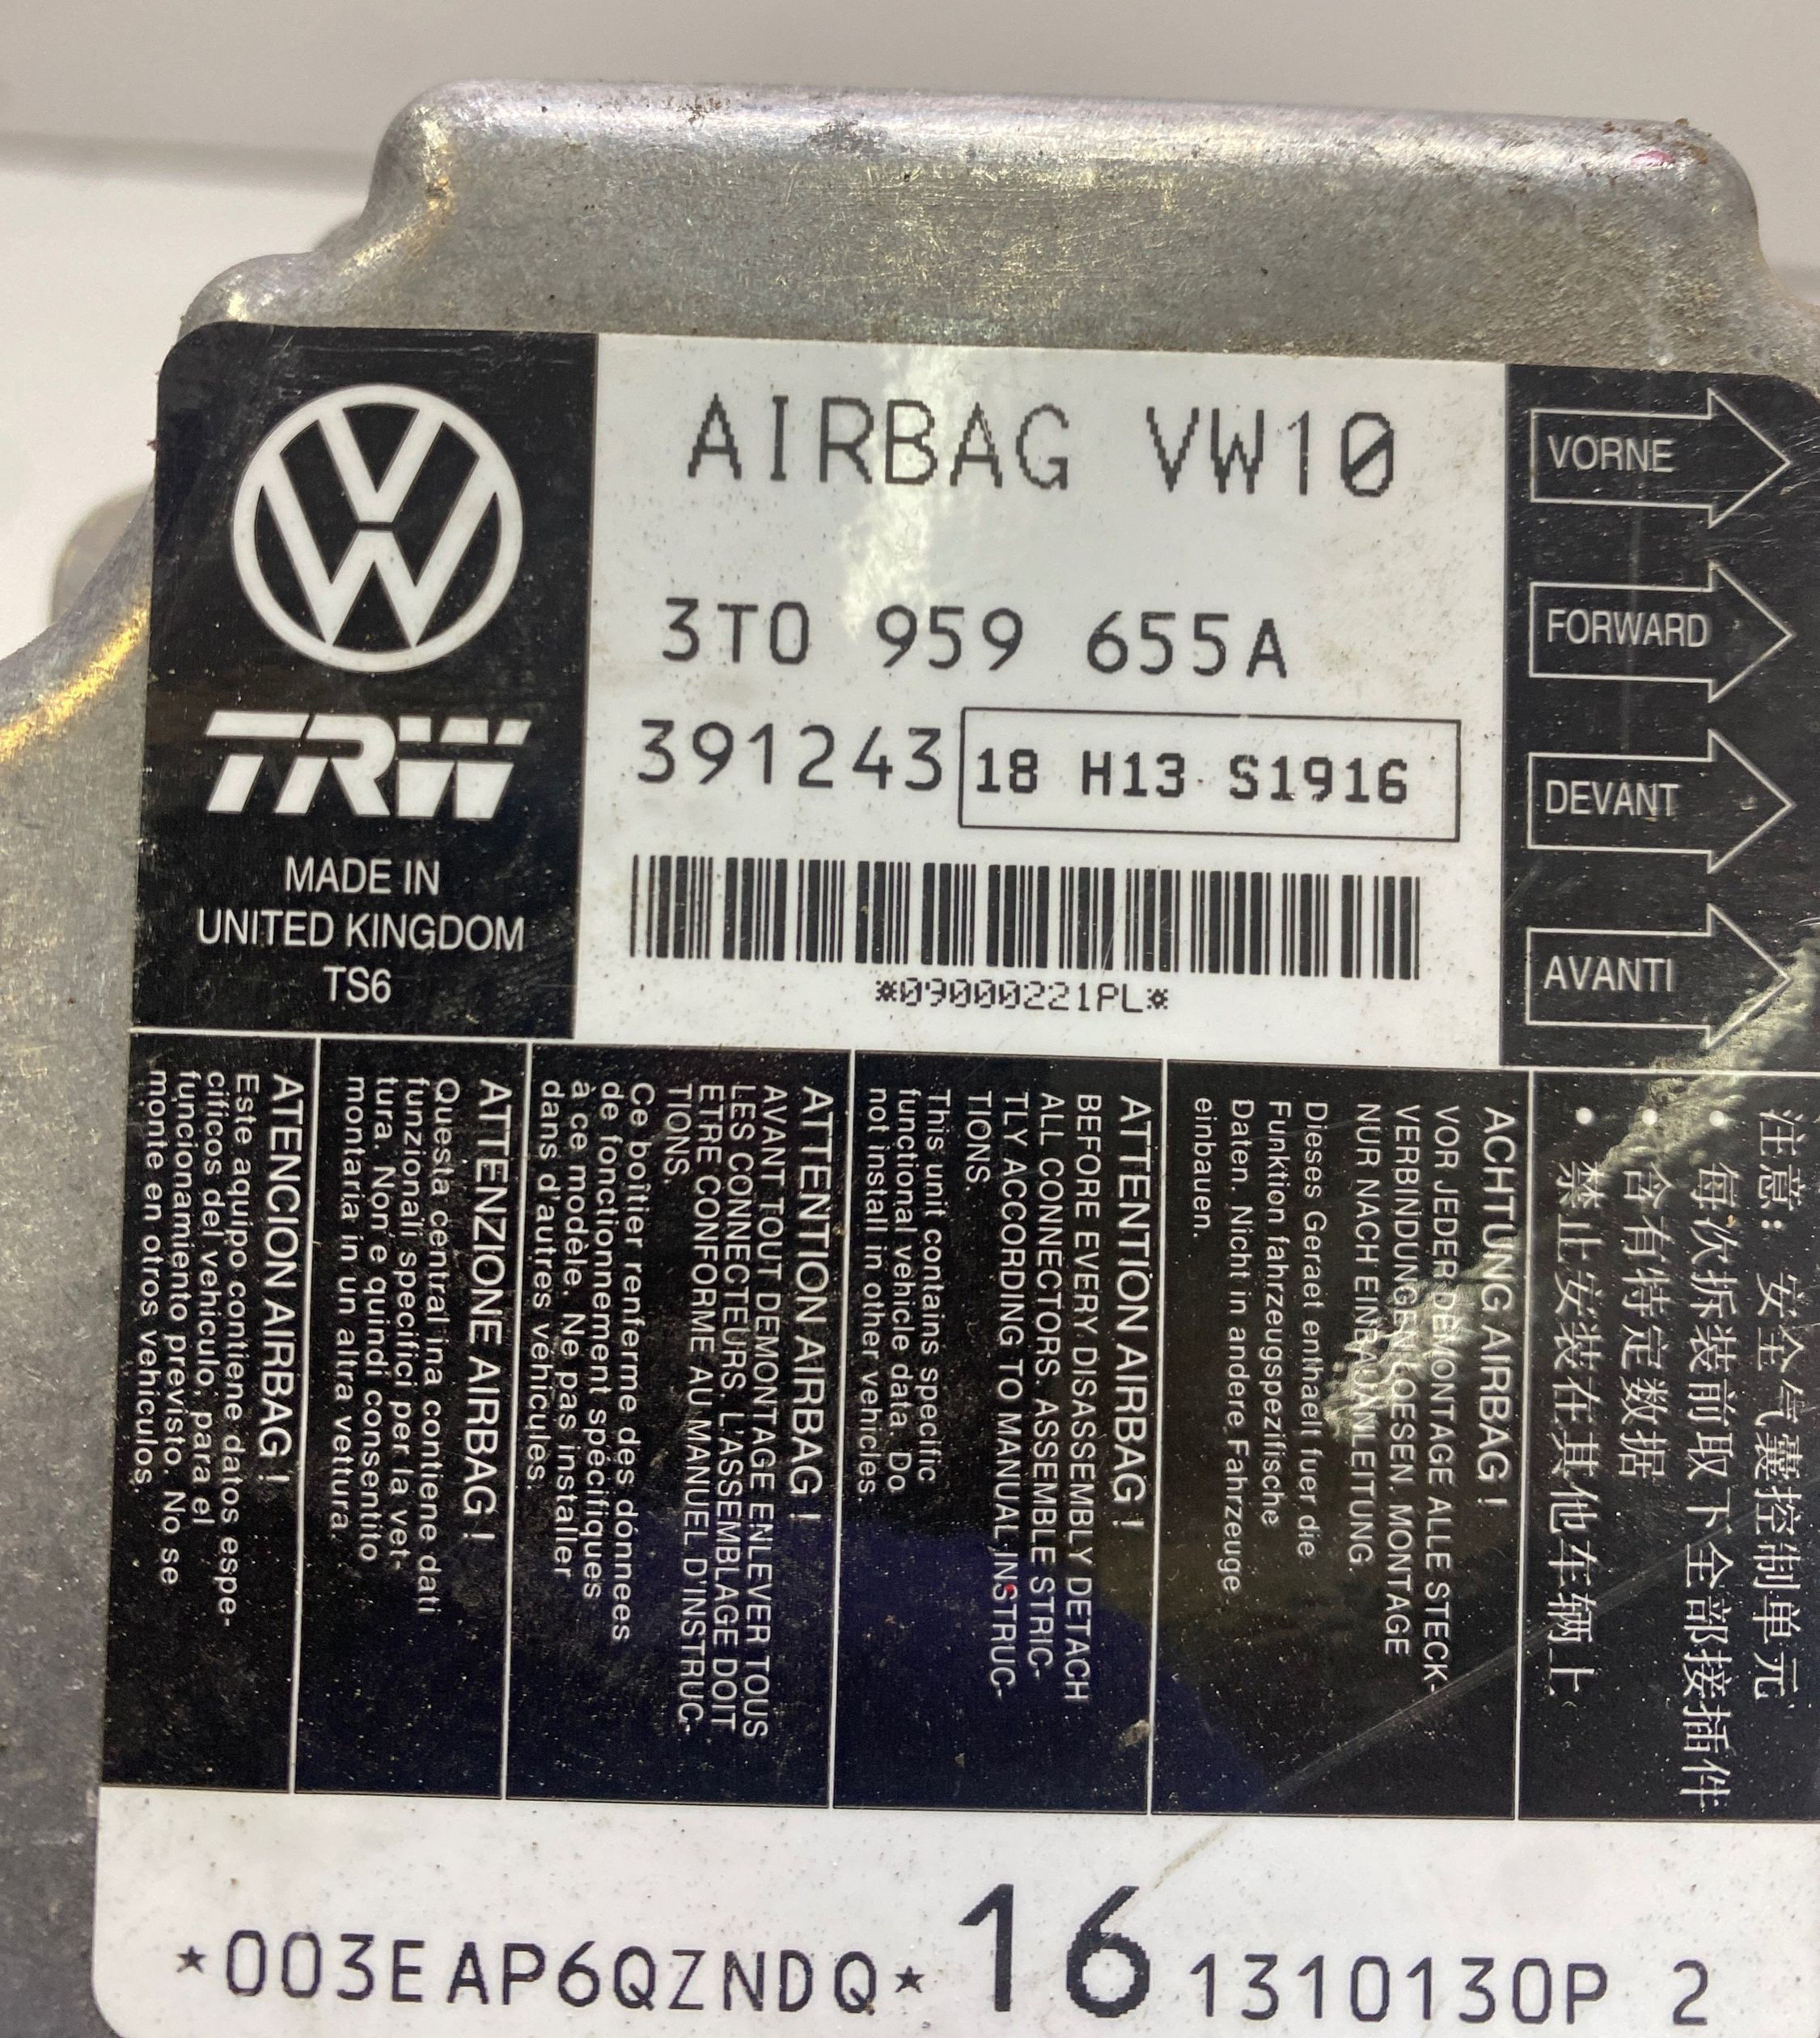 AIRBAG VW10
3T0 959 655A
391243 18 H13 S1916
*09000221PL*
TRW
MADE IN
UNITED KINGDOM
TS6
VORNE
FORWARD
DEVANT
AVANTI
注意: 安全气囊控制单元
• 每次拆装前取下全部接插件
• 含有特定数据
• 禁止安装在其他车辆上
ACHTUNG AIRBAG !
VOR JEDER DEMONTAGE ALLE STECK-
VERBINDUNGEN LOESEN. MONTAGE
NUR NACH EINBAUANLEITUNG.
Dieses Geraet enthaelt fuer die
Funktion fahrzeugspezifische
Daten. Nicht in andere Fahrzeuge
einbauen.
ATTENTION AIRBAG !
BEFORE EVERY DISASSEMBLY DETACH
ALL CONNECTORS. ASSEMBLE STRIC-
TLY ACCORDING TO MANUAL INSTRUC-
TIONS.
This unit contains specific
functional vehicle data. Do
not install in other vehicles.
ATTENTION AIRBAG !
AVANT TOUT DEMONTAGE ENLEVER TOUS
LES CONNECTEURS. L'ASSEMBLAGE DOIT
ETRE CONFORME AU MANUEL D'INSTRUC-
TIONS.
Ce boîtier renferme des données
de fonctionnement spécifiques
à ce modèle. Ne pas installer
dans d'autres véhicules.
ATTENZIONE AIRBAG !
Questa centralina contiene dati
funzionali specifici per la vet-
tura. Non e quindi consentito
montaria in un altra vettura.
ATENCION AIRBAG !
Este aquipo contiene datos espe-
cificos del vehiculo, para el
funcionamiento previsto. No se
monte en otros vehiculos.
*003EAP6QZNDQ* 16 1310130P 2